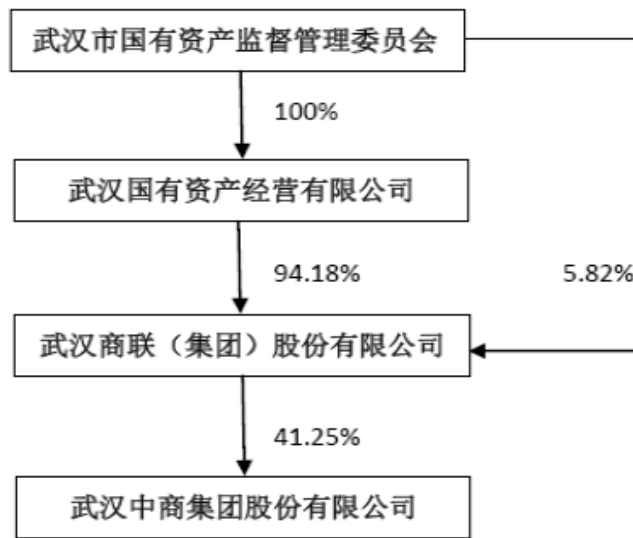 武汉市国有资产监督管理委员会
100%
武汉国有资产经营有限公司
94.18%
5.82%
武汉商联（集团）股份有限公司
41.25%
武汉中商集团股份有限公司